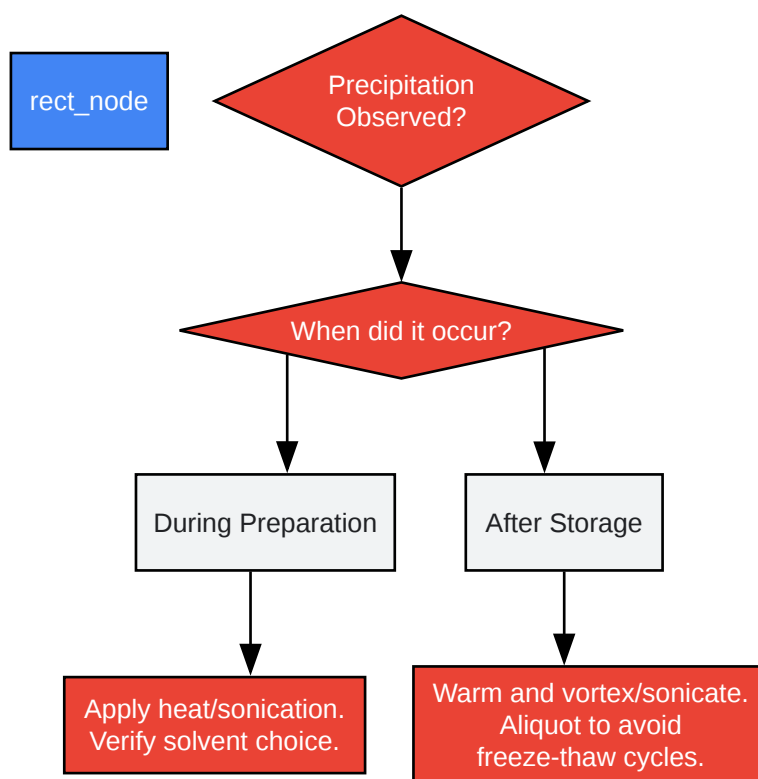 rect_node
Precipitation
Observed?
When did it occur?
During Preparation
After Storage
Apply heat/sonication.
Verify solvent choice.
Warm and vortex/sonicate.
Aliquot to avoid
freeze-thaw cycles.